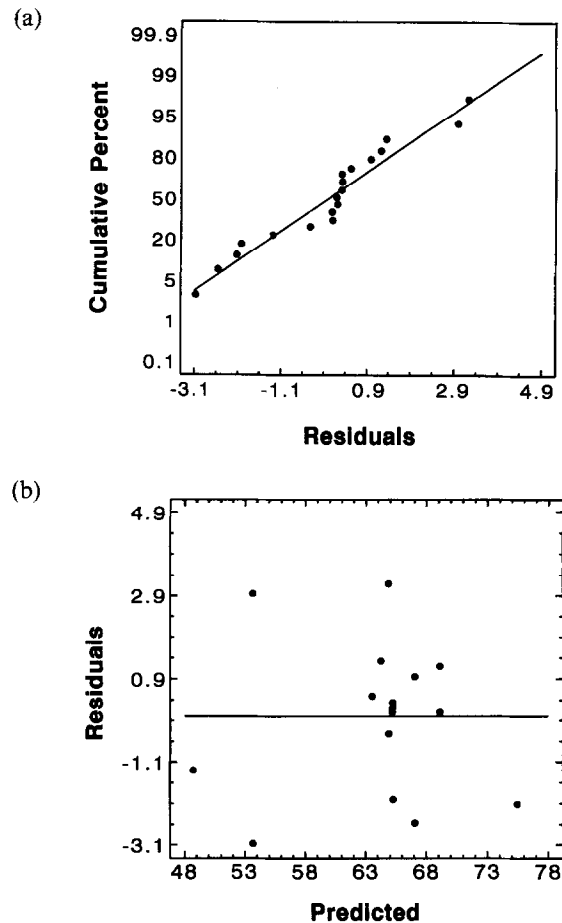 (a)
99.9
99
95
80
50
20
5
1
0.1
Cumulative Percent
-3.1 -1.1 0.9 2.9 4.9
Residuals
(b)
4.9
2.9
0.9
-1.1
-3.1
Residuals
48 53 58 63 68 73 78
Predicted